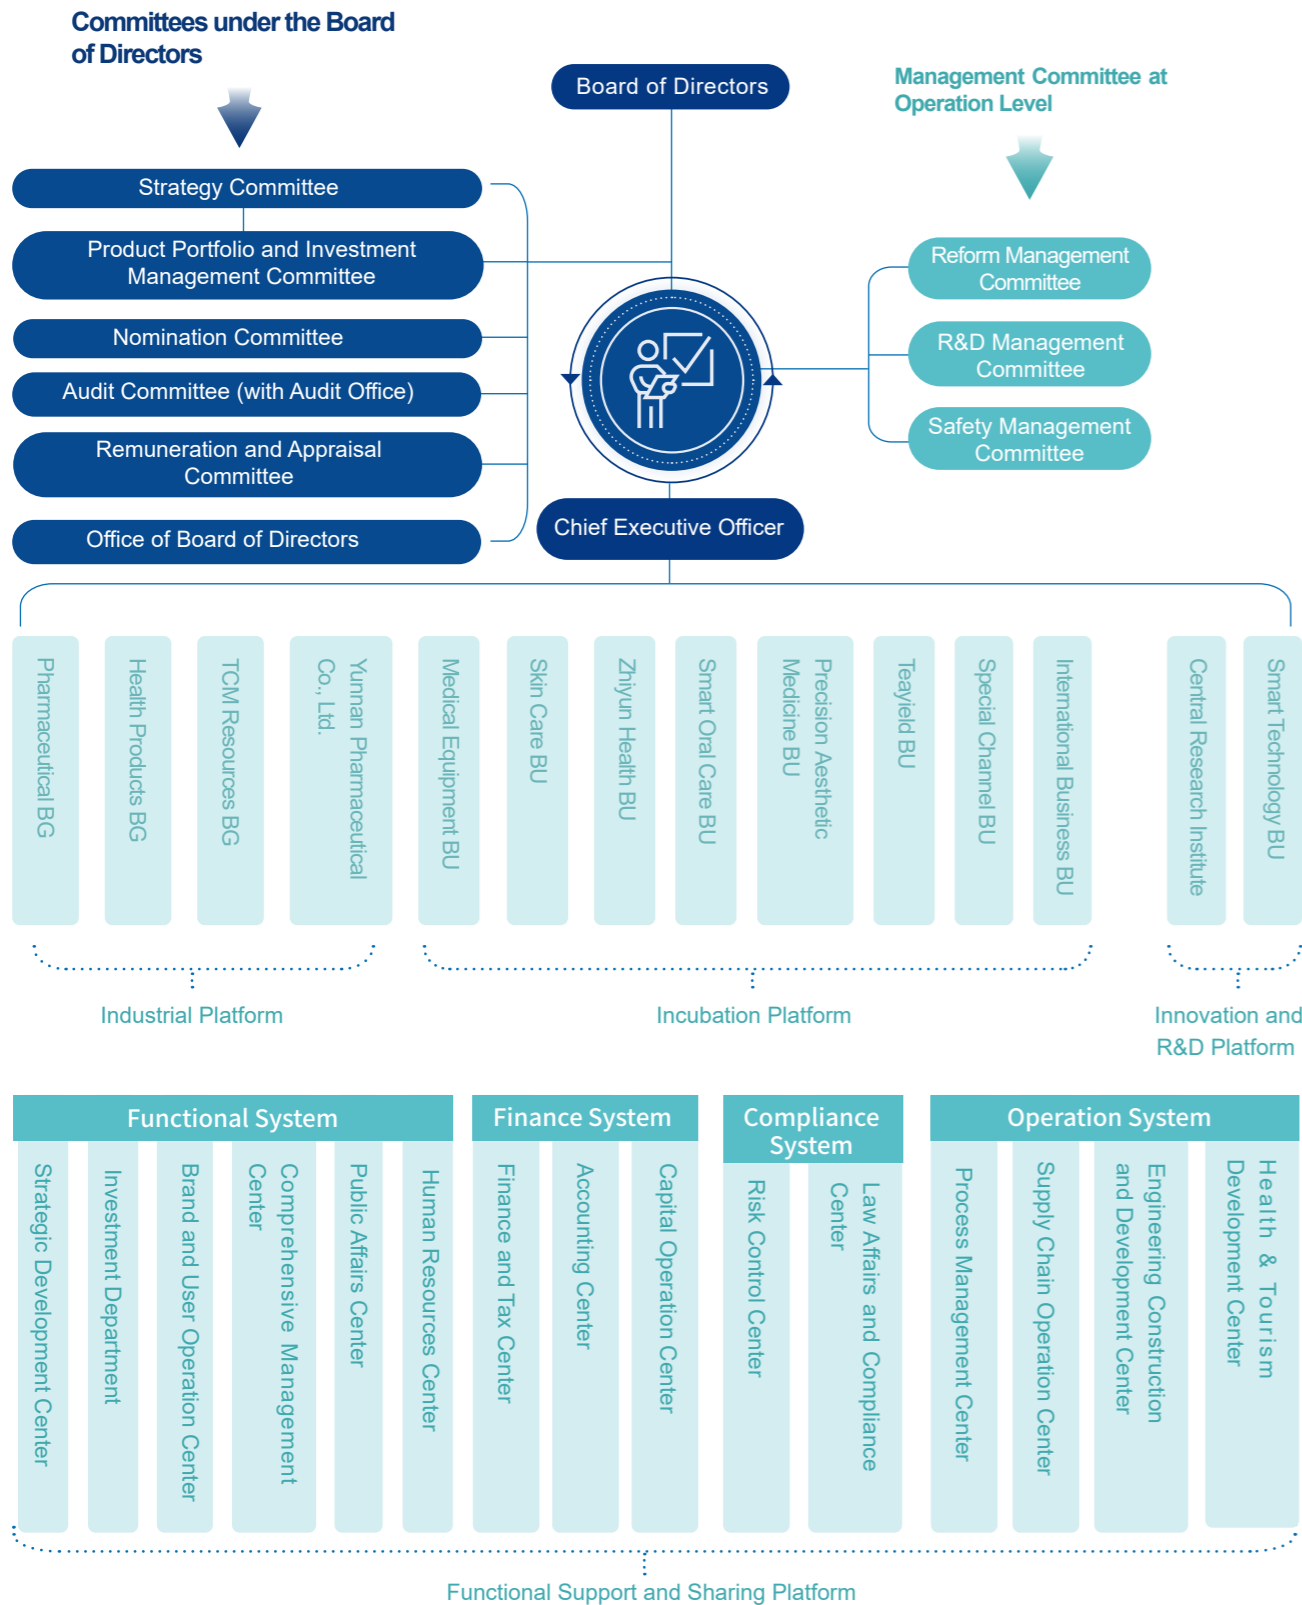 Committees under the Board
of Directors
Board of Directors
Management Committee at
Operation Level
Strategy Committee
Product Portfolio and Investment
Management Committee
Nomination Committee
Audit Committee (with Audit Office)
Remuneration and Appraisal
Committee
Office of Board of Directors
Reform Management
Committee
R&D Management
Committee
Safety Management
Committee
Chief Executive Officer
Pharmaceutical BG
Health Products BG
TCM Resources BG
Yunnan Pharmaceutical
Co., Ltd.
Medical Equipment BU
Skin Care BU
Zhiyun Health BU
Smart Oral Care BU
Precision Aesthetic
Medicine BU
Teayield BU
Special Channel BU
International Business BU
Central Research Institute
Smart Technology BU
Industrial Platform
Incubation Platform
Innovation and
R&D Platform
Functional System
Strategic Development Center
Investment Department
Brand and User Operation Center
Comprehensive Management
Center
Public Affairs Center
Human Resources Center
Finance System
Finance and Tax Center
Accounting Center
Capital Operation Center
Compliance
System
Risk Control Center
Law Affairs and Compliance
Center
Operation System
Process Management Center
Supply Chain Operation Center
Engineering Construction
and Development Center
Health & Tourism
Development Center
Functional Support and Sharing Platform